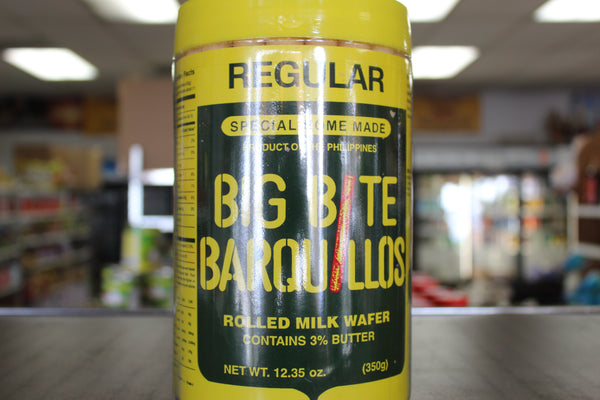 REGULAR
SPECIAL HOME MADE
PRODUCT OF THE PHILIPPINES
BIG BITE
BARQUILLOS
ROLLED MILK WAFER
CONTAINS 3% BUTTER
NET WT. 12.35 oz. (350g)